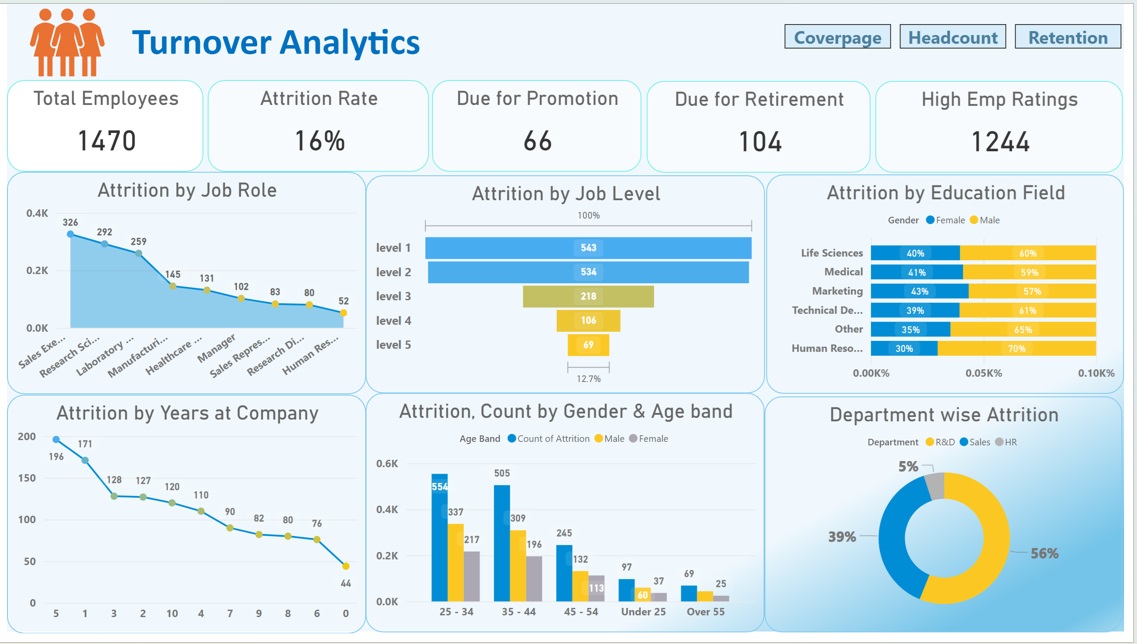 Turnover Analytics
Coverpage
Headcount
Retention
Total Employees
1470
Attrition Rate
16%
Due for Promotion
66
Due for Retirement
104
High Emp Ratings
1244
Attrition by Job Role
0.4K
0.2K
0.0K
326
292
259
145
131
102
83
80
52
Sales Exe...
Research Sci...
Laboratory ...
Manufacturi...
Healthcare ...
Manager
Sales Repres...
Research Di...
Human Res...
Attrition by Job Level
100%
level 1 543
level 2 534
level 3 218
level 4 106
level 5 69
12.7%
Attrition by Education Field
Gender Female Male
Life Sciences 40% 60%
Medical 41% 59%
Marketing 43% 57%
Technical De... 39% 61%
Other 35% 65%
Human Reso... 30% 70%
0.00K% 0.05K% 0.10K%
Attrition by Years at Company
200
150
100
50
0
196
171
128
127
120
110
90
82
80
76
44
5 1 3 2 10 4 7 9 8 6 0
Attrition, Count by Gender & Age band
Age Band Count of Attrition Male Female
0.6K
0.4K
0.2K
0.0K
554 337 217
505 309 196
245 132 113
97 60 37
69 25
25 - 34 35 - 44 45 - 54 Under 25 Over 55
Department wise Attrition
Department R&D Sales HR
5%
39%
56%